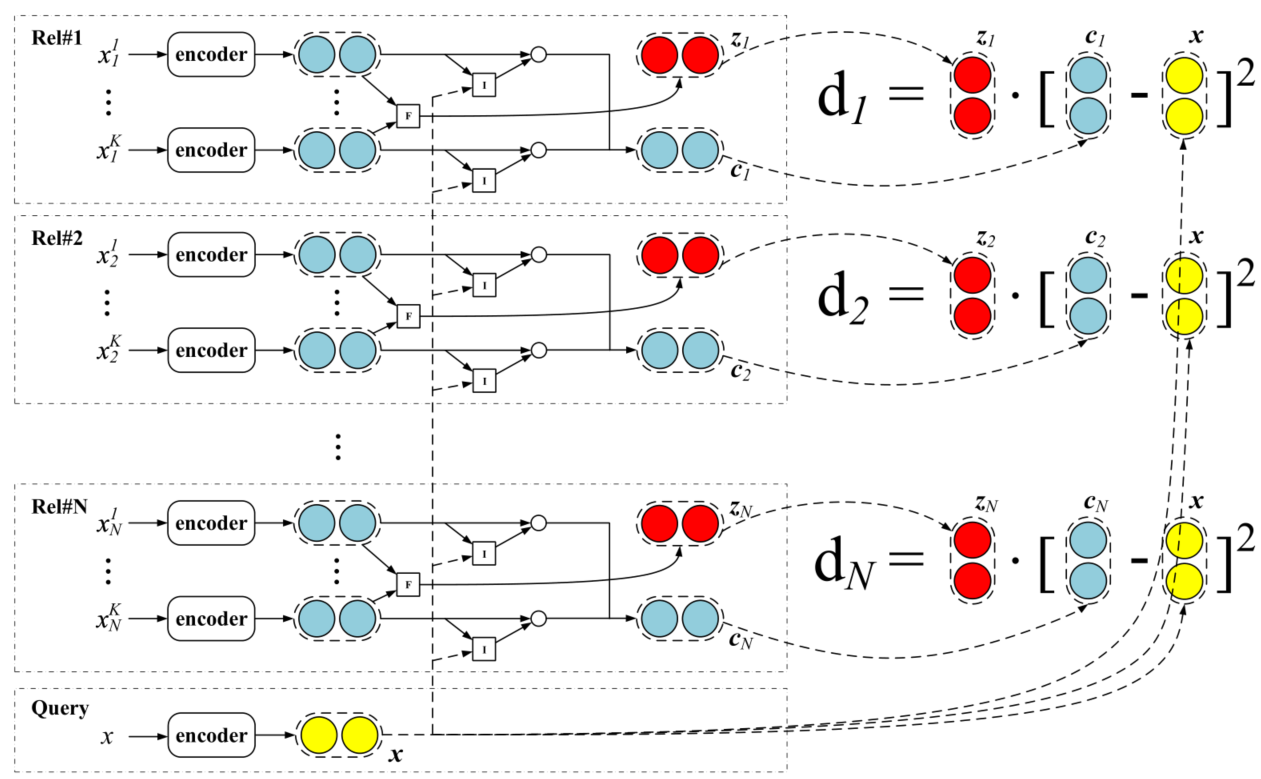 Rel#1
x_1^1 encoder
I
z_1
⋮ ⋮
F
x_1^K encoder
I
c_1
d_1 = z_1 · [ c_1 - x ]^2
Rel#2
x_2^1 encoder
I
z_2
⋮ ⋮
F
x_2^K encoder
I
c_2
d_2 = z_2 · [ c_2 - x ]^2
⋮
Rel#N
x_N^1 encoder
I
z_N
⋮ ⋮
F
x_N^K encoder
I
c_N
d_N = z_N · [ c_N - x ]^2
Query
x encoder
x